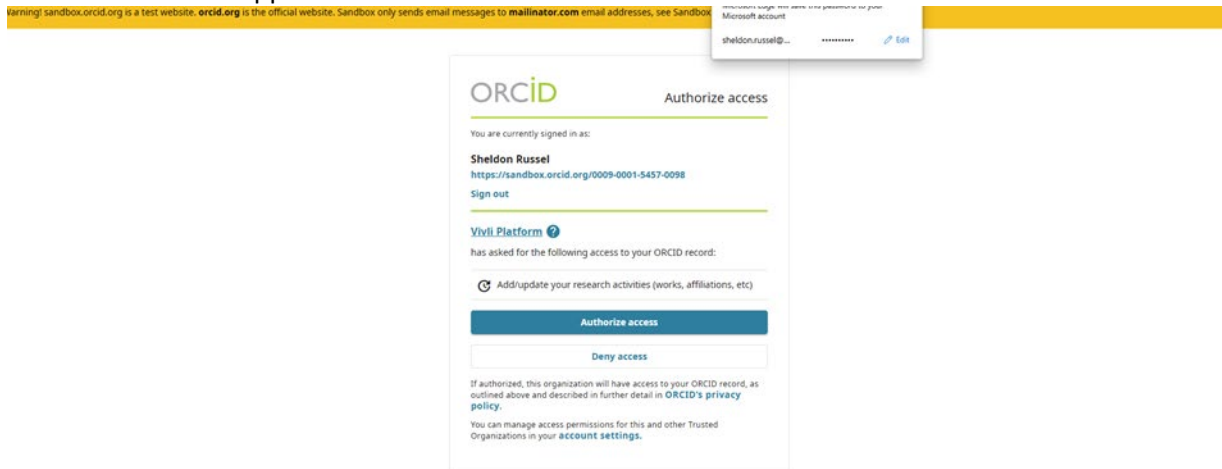 Warning! sandbox.orcid.org is a test website. orcid.org is the official website. Sandbox only sends email messages to mailinator.com email addresses, see Sandbox
Microsoft Edge will save this password to your
Microsoft account
sheldon.russel@... •••••••••• Edit
ORCID
Authorize access
You are currently signed in as:
Sheldon Russel
https://sandbox.orcid.org/0009-0001-5457-0098
Sign out
Vivli Platform ?
has asked for the following access to your ORCID record:
Add/update your research activities (works, affiliations, etc)
Authorize access
Deny access
If authorized, this organization will have access to your ORCID record, as
outlined above and described in further detail in ORCID's privacy
policy.
You can manage access permissions for this and other Trusted
Organizations in your account settings.